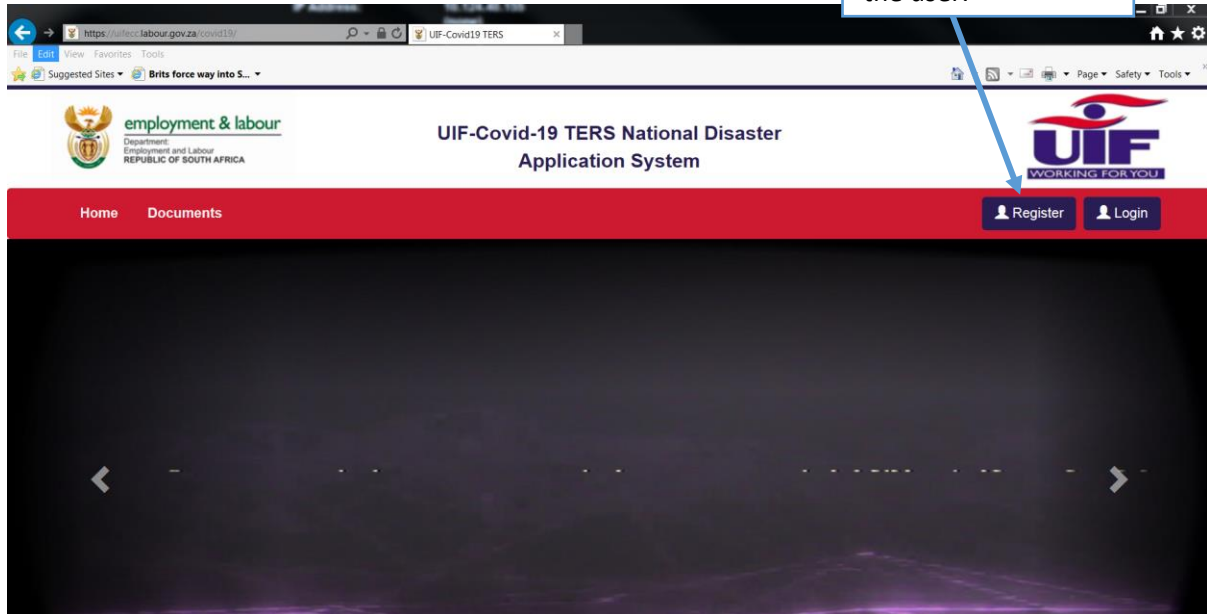 the user.
IP Address:
https://uifecc.labour.gov.za/covid19/
UIF-Covid19 TERS
File Edit View Favorites Tools
Suggested Sites
Brits force way into S...
Page Safety Tools
employment & labour
Department:
Employment and Labour
REPUBLIC OF SOUTH AFRICA
UIF-Covid-19 TERS National Disaster
Application System
UIF
WORKING FOR YOU
Home Documents Register Login